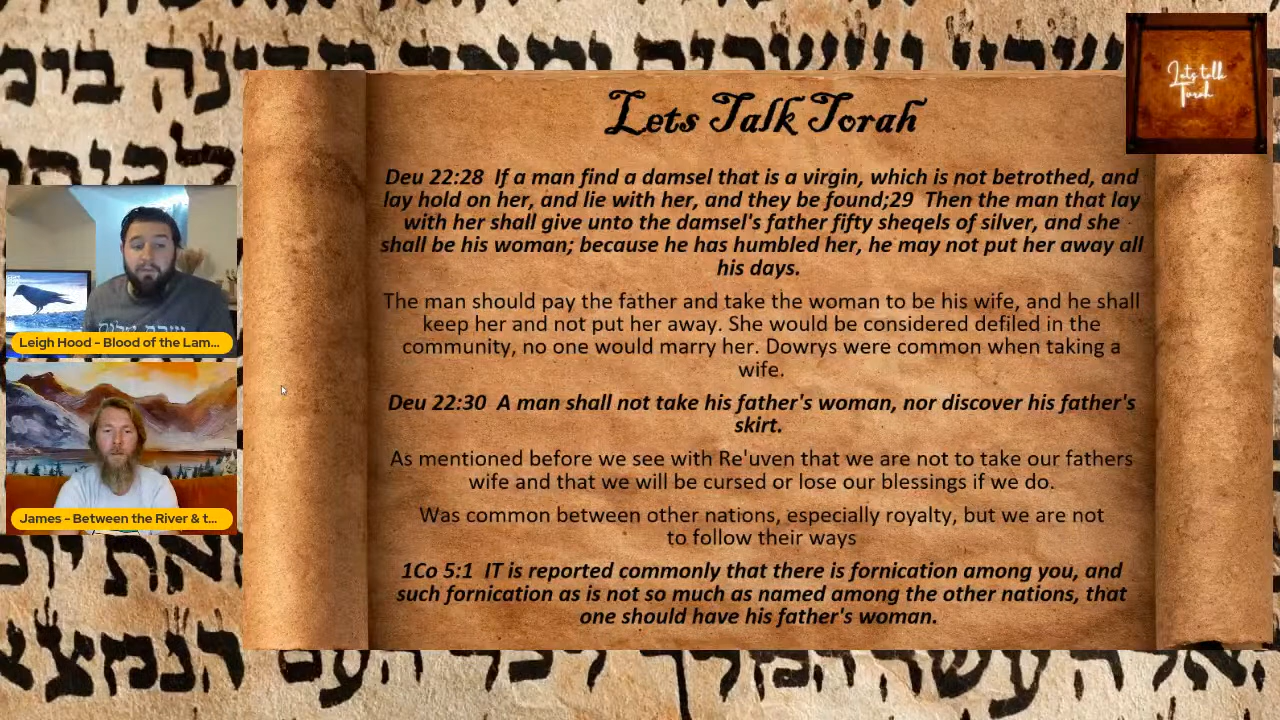 Lets Talk Torah
Lets talk
Torah
Deu 22:28 If a man find a damsel that is a virgin, which is not betrothed, and
lay hold on her, and lie with her, and they be found;29 Then the man that lay
with her shall give unto the damsel's father fifty sheqels of silver, and she
shall be his woman; because he has humbled her, he may not put her away all
his days.
The man should pay the father and take the woman to be his wife, and he shall
keep her and not put her away. She would be considered defiled in the
community, no one would marry her. Dowrys were common when taking a
wife.
Deu 22:30 A man shall not take his father's woman, nor discover his father's
skirt.
As mentioned before we see with Re'uven that we are not to take our fathers
wife and that we will be cursed or lose our blessings if we do.
Was common between other nations, especially royalty, but we are not
to follow their ways
1Co 5:1 IT is reported commonly that there is fornication among you, and
such fornication as is not so much as named among the other nations, that
one should have his father's woman.
Leigh Hood - Blood of the Lam...
James - Between the River & t...